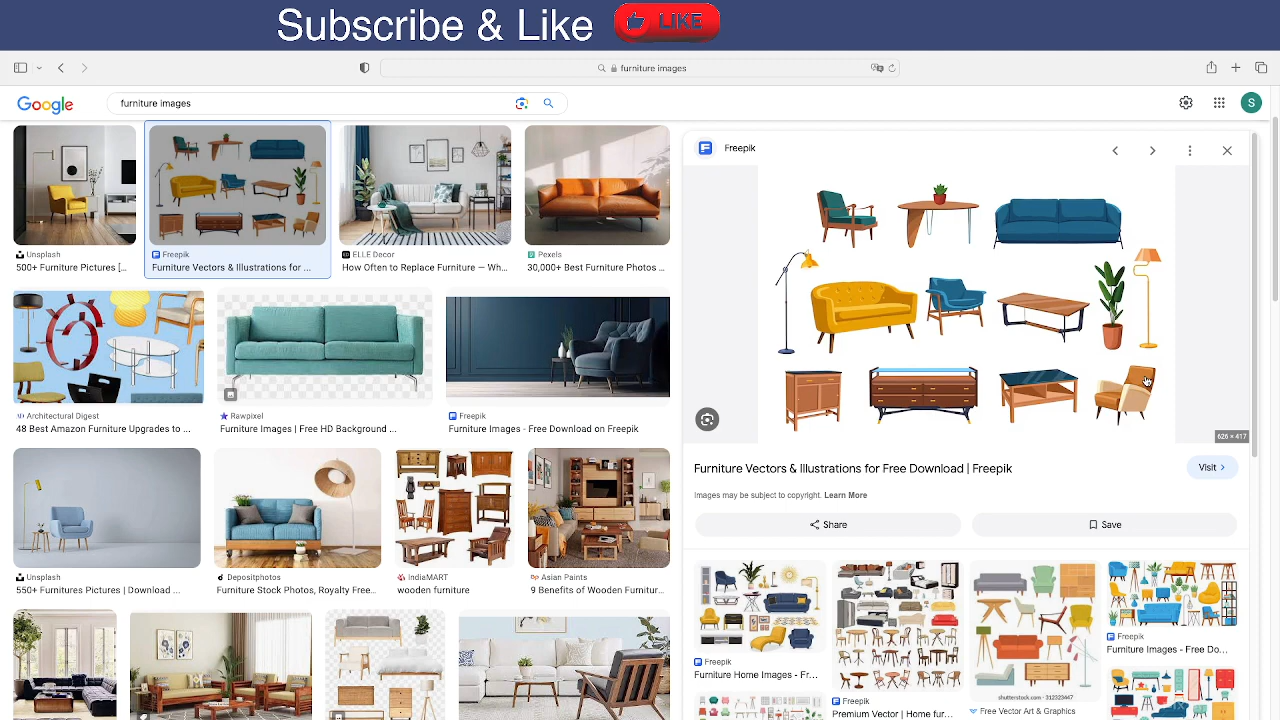 Subscribe & Like
LIKE
furniture images
Google
furniture images
S
Unsplash
500+ Furniture Pictures [...
Freepik
Furniture Vectors & Illustrations for ...
ELLE Decor
How Often to Replace Furniture — Wh...
Pexels
30,000+ Best Furniture Photos ...
Architectural Digest
48 Best Amazon Furniture Upgrades to ...
Rawpixel
Furniture Images | Free HD Background ...
Freepik
Furniture Images - Free Download on Freepik
Unsplash
550+ Furnitures Pictures | Download ...
Depositphotos
Furniture Stock Photos, Royalty Free...
IndiaMART
wooden furniture
Asian Paints
9 Benefits of Wooden Furnitur...
Freepik
626 × 417
Furniture Vectors & Illustrations for Free Download | Freepik
Visit >
Images may be subject to copyright. Learn More
Share
Save
Freepik
Furniture Home Images - Fr...
Freepik
Premium Vector | Home fur...
shutterstock.com · 312323447
Free Vector Art & Graphics
Freepik
Furniture Images - Free Do...